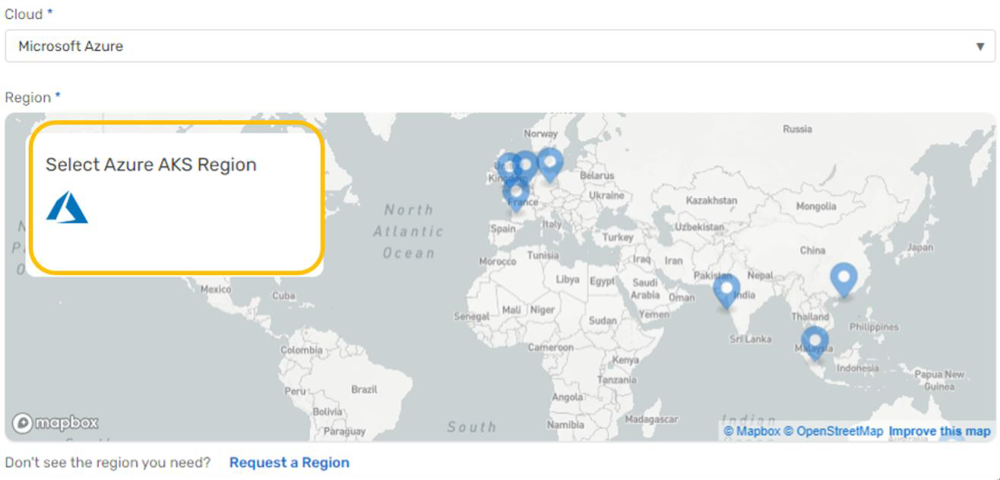 Cloud *
Microsoft Azure
Region *
Select Azure AKS Region
Norway
Russia
Kingdom
Belarus
Ukraine
France
Kazakhstan
Mongolia
North
Atlantic
Ocean
Spain
Italy
Uzbekistan
Turkey
China
Japan
Morocco
Tunisia
Iraq
Iran
Pakistan
Nepal
Libya
Egypt
Saudi
Arabia
Oman
India
Mexico
Cuba
Senegal
Mali
Niger
Sudan
Yemen
Thailand
Philippines
Sri Lanka
Colombia
Cameroon
Kenya
Malaysia
Indonesia
Tanzania
Papua New
Guinea
Peru
Brazil
Angola
Bolivia
Namibia
Madagascar
Paraguay
South
Indian
mapbox
© Mapbox © OpenStreetMap Improve this map
Don't see the region you need? Request a Region